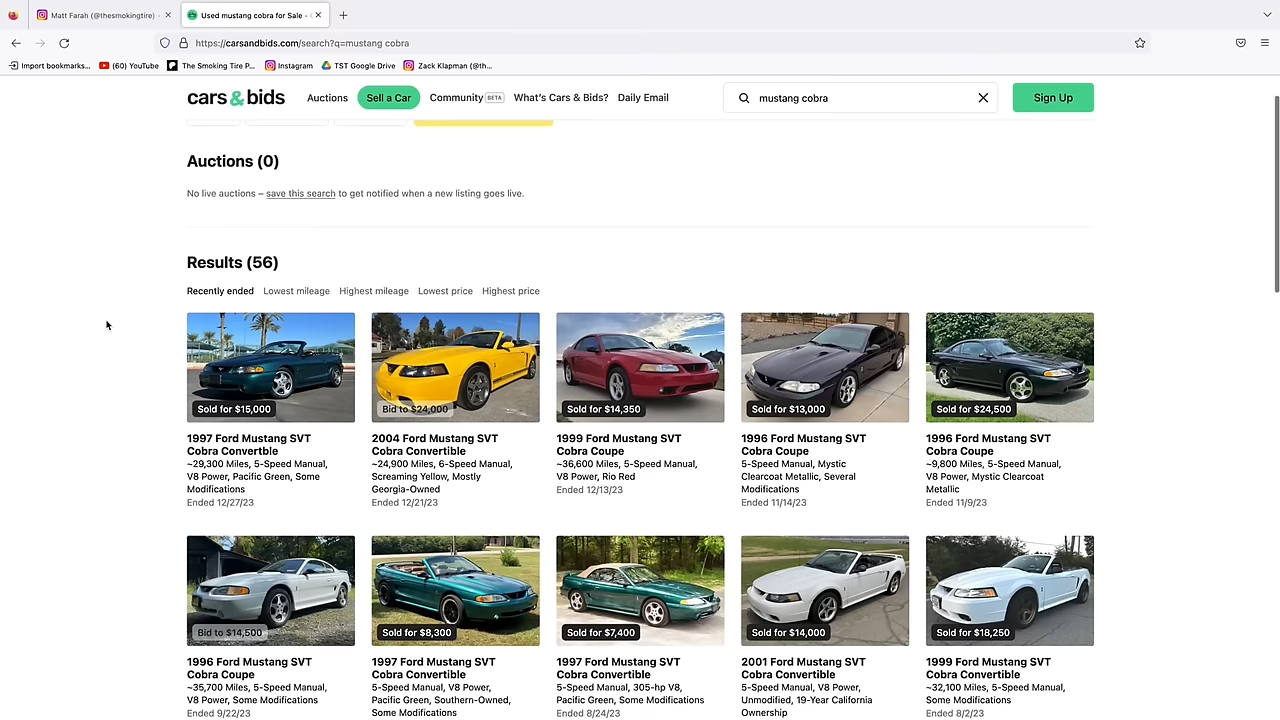 Matt Farah (@thesmokingtire) -
Used mustang cobra for Sale -
https://carsandbids.com/search?q=mustang cobra
Import bookmarks...
(60) YouTube
The Smoking Tire P...
Instagram
TST Google Drive
Zack Klapman (@th...
cars&bids
Auctions
Sell a Car
Community BETA
What's Cars & Bids?
Daily Email
mustang cobra
Sign Up
Auctions (0)
No live auctions – save this search to get notified when a new listing goes live.
Results (56)
Recently ended
Lowest mileage
Highest mileage
Lowest price
Highest price
Sold for $15,000
1997 Ford Mustang SVT
Cobra Convertble
~29,300 Miles, 5-Speed Manual,
V8 Power, Pacific Green, Some
Modifications
Ended 12/27/23
Bid to $24,000
2004 Ford Mustang SVT
Cobra Convertible
~24,900 Miles, 6-Speed Manual,
Screaming Yellow, Mostly
Georgia-Owned
Ended 12/21/23
Sold for $14,350
1999 Ford Mustang SVT
Cobra Coupe
~36,600 Miles, 5-Speed Manual,
V8 Power, Rio Red
Ended 12/13/23
Sold for $13,000
1996 Ford Mustang SVT
Cobra Coupe
5-Speed Manual, Mystic
Clearcoat Metallic, Several
Modifications
Ended 11/14/23
Sold for $24,500
1996 Ford Mustang SVT
Cobra Coupe
~9,800 Miles, 5-Speed Manual,
V8 Power, Mystic Clearcoat
Metallic
Ended 11/9/23
Bid to $14,500
1996 Ford Mustang SVT
Cobra Coupe
~35,700 Miles, 5-Speed Manual,
V8 Power, Some Modifications
Ended 9/22/23
Sold for $8,300
1997 Ford Mustang SVT
Cobra Convertible
5-Speed Manual, V8 Power,
Pacific Green, Southern-Owned,
Some Modifications
Sold for $7,400
1997 Ford Mustang SVT
Cobra Convertible
5-Speed Manual, 305-hp V8,
Pacific Green, Some Modifications
Ended 8/24/23
Sold for $14,000
2001 Ford Mustang SVT
Cobra Convertible
5-Speed Manual, V8 Power,
Unmodified, 19-Year California
Ownership
Sold for $18,250
1999 Ford Mustang SVT
Cobra Convertible
~32,100 Miles, 5-Speed Manual,
Some Modifications
Ended 8/2/23